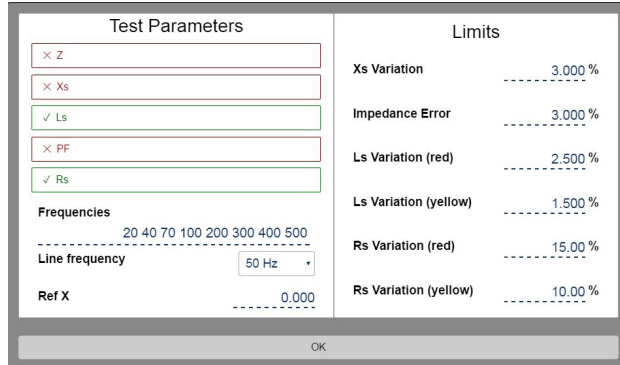 Test Parameters
× Z
× Xs
✓ Ls
× PF
✓ Rs
Frequencies
20 40 70 100 200 300 400 500
Line frequency
50 Hz
Ref X
0.000
Limits
Xs Variation 3.000 %
Impedance Error 3.000 %
Ls Variation (red) 2.500 %
Ls Variation (yellow) 1.500 %
Rs Variation (red) 15.00 %
Rs Variation (yellow) 10.00 %
OK